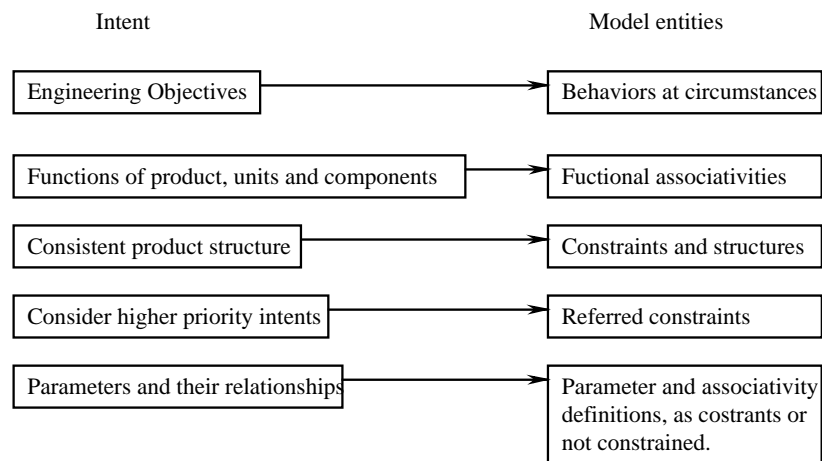 Intent Model entities
Engineering Objectives Behaviors at circumstances
Functions of product, units and components Fuctional associativities
Consistent product structure Constraints and structures
Consider higher priority intents Referred constraints
Parameters and their relationships Parameter and associativity
definitions, as costrants or
not constrained.